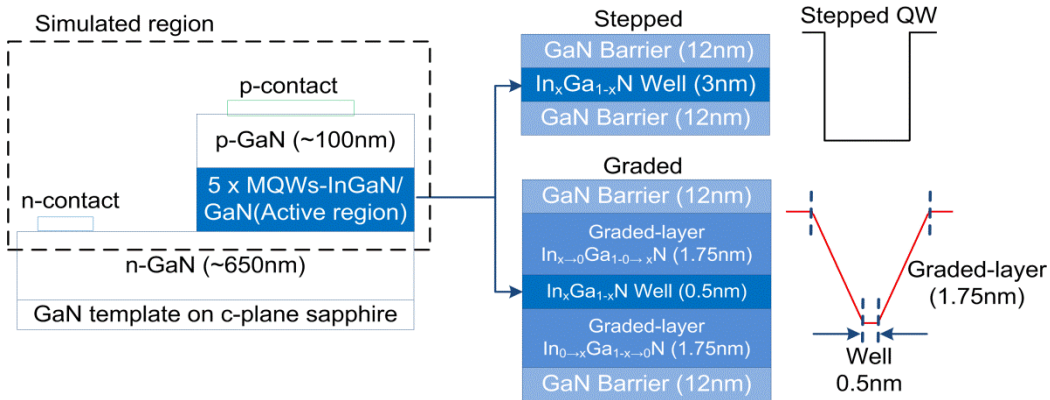 Simulated region
p-contact
p-GaN (~100nm)
5 x MQWs-InGaN/
GaN(Active region)
n-contact
n-GaN (~650nm)
GaN template on c-plane sapphire
Stepped
GaN Barrier (12nm)
InₓGa₁₋ₓN Well (3nm)
GaN Barrier (12nm)
Graded
GaN Barrier (12nm)
Graded-layer
Inₓ→₀Ga₁₋₀→ₓN (1.75nm)
InₓGa₁₋ₓN Well (0.5nm)
Graded-layer
In₀→ₓGa₁₋ₓ→₀N (1.75nm)
GaN Barrier (12nm)
Stepped QW
Graded-layer
(1.75nm)
Well
0.5nm